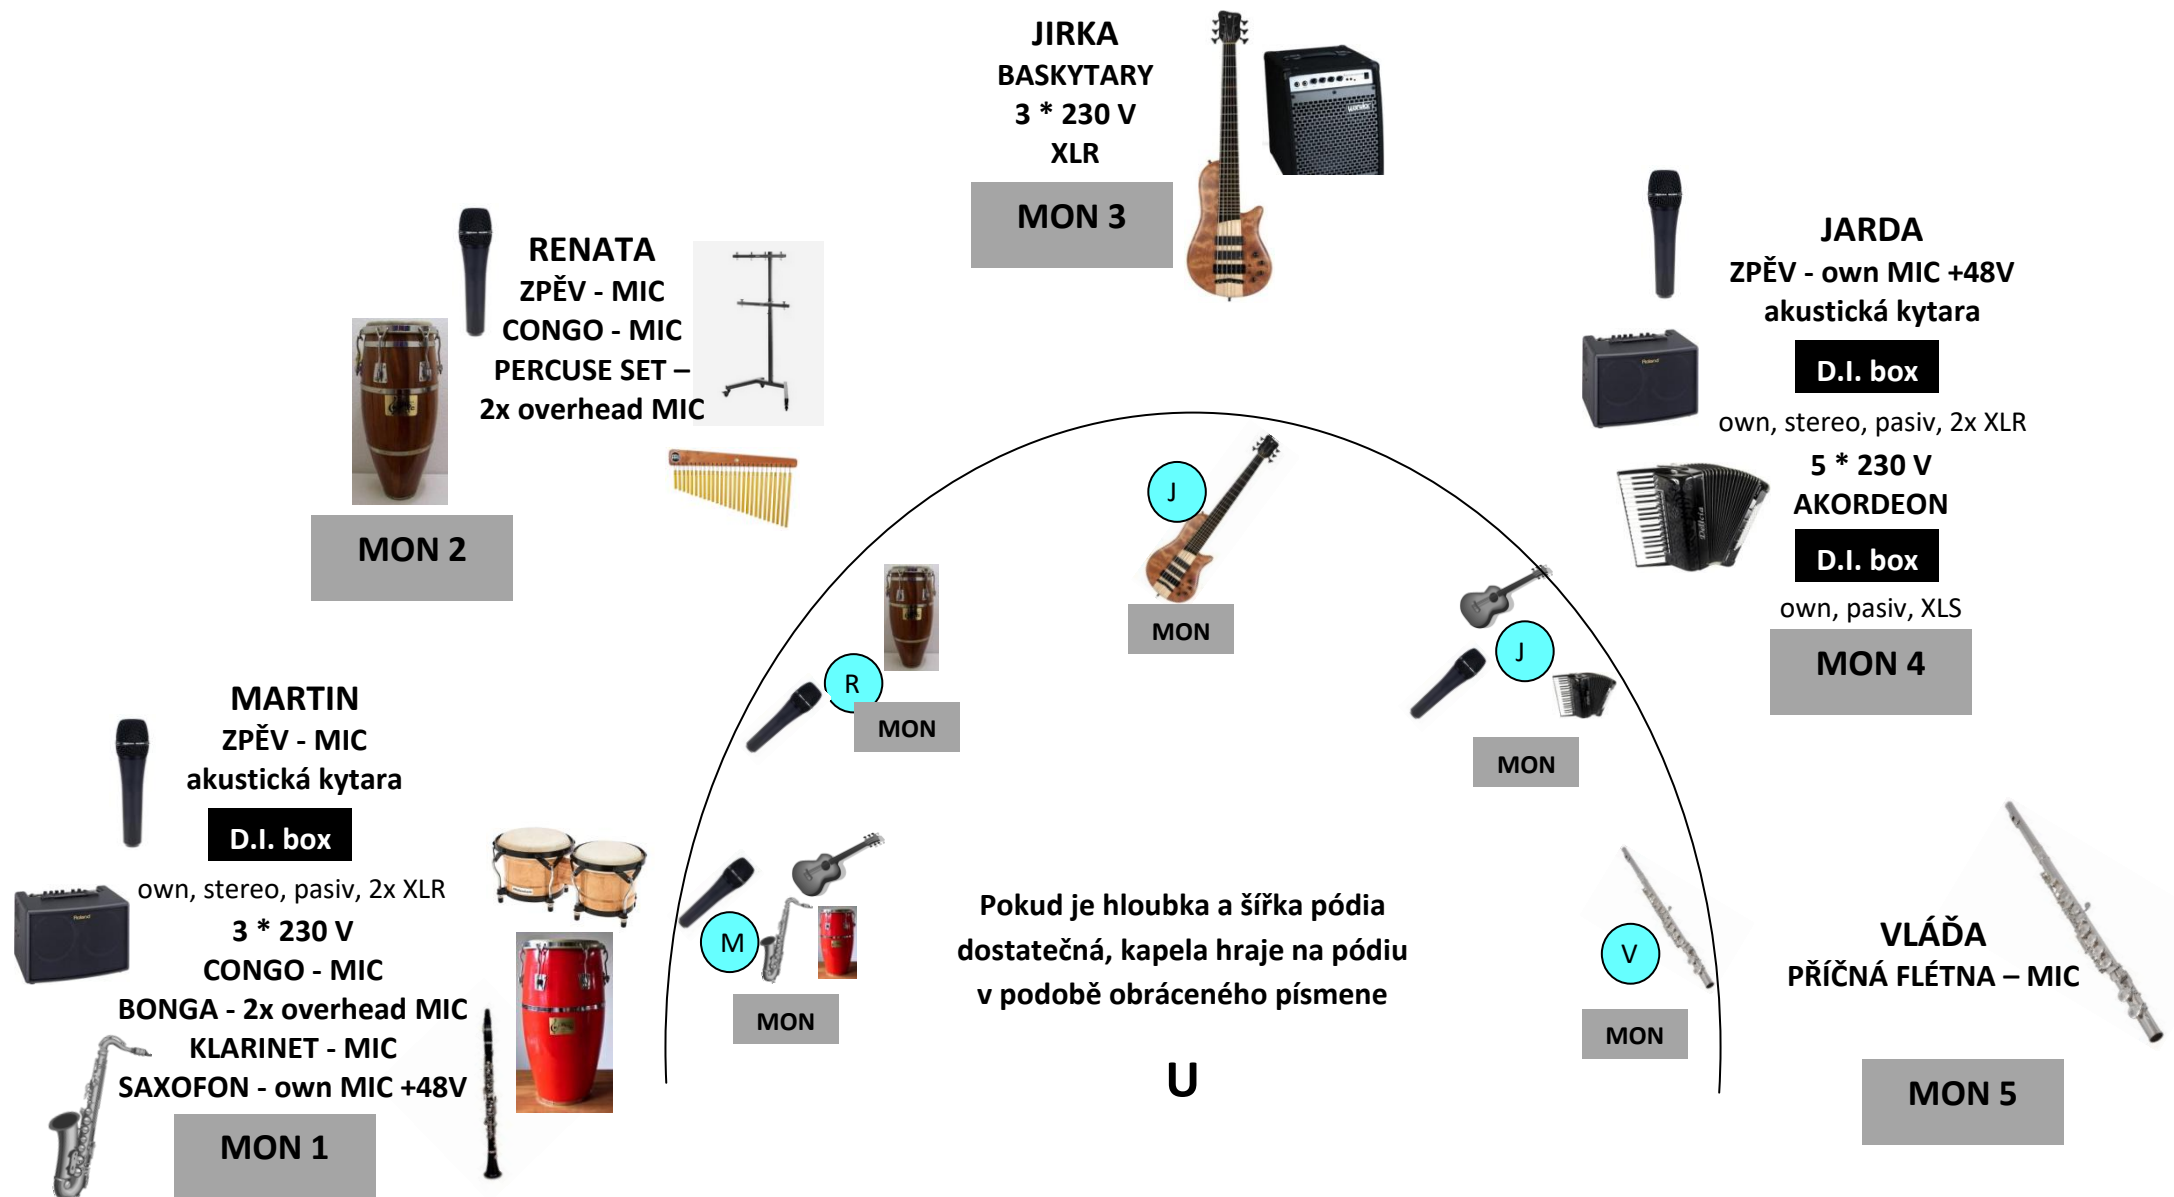 JIRKA
BASKYTARY
3 * 230 V
XLR
MON 3
RENATA
ZPĚV - MIC
CONGO - MIC
PERCUSE SET –
2x overhead MIC
MON 2
JARDA
ZPĚV - own MIC +48V
akustická kytara
D.I. box
own, stereo, pasiv, 2x XLR
5 * 230 V
AKORDEON
D.I. box
own, pasiv, XLS
MON 4
MARTIN
ZPĚV - MIC
akustická kytara
D.I. box
own, stereo, pasiv, 2x XLR
3 * 230 V
CONGO - MIC
BONGA - 2x overhead MIC
KLARINET - MIC
SAXOFON - own MIC +48V
MON 1
J
MON
R
MON
J
MON
M
MON
V
MON
Pokud je hloubka a šířka pódia
dostatečná, kapela hraje na pódiu
v podobě obráceného písmene
U
VLÁĎA
PŘÍČNÁ FLÉTNA – MIC
MON 5
Roland
Roland
Delicia